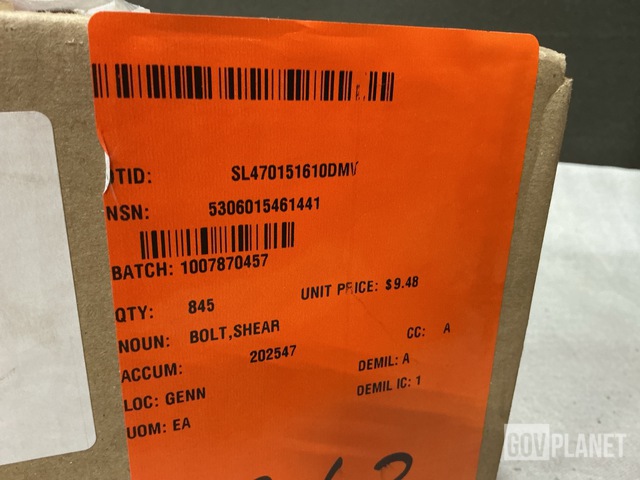 DTID: SL470151610DMV
NSN: 5306015461441
BATCH: 1007870457
QTY: 845 UNIT PRICE: $9.48
NOUN: BOLT,SHEAR CC: A
ACCUM: 202547 DEMIL: A
LOC: GENN DEMIL IC: 1
UOM: EA
GOVPLANET